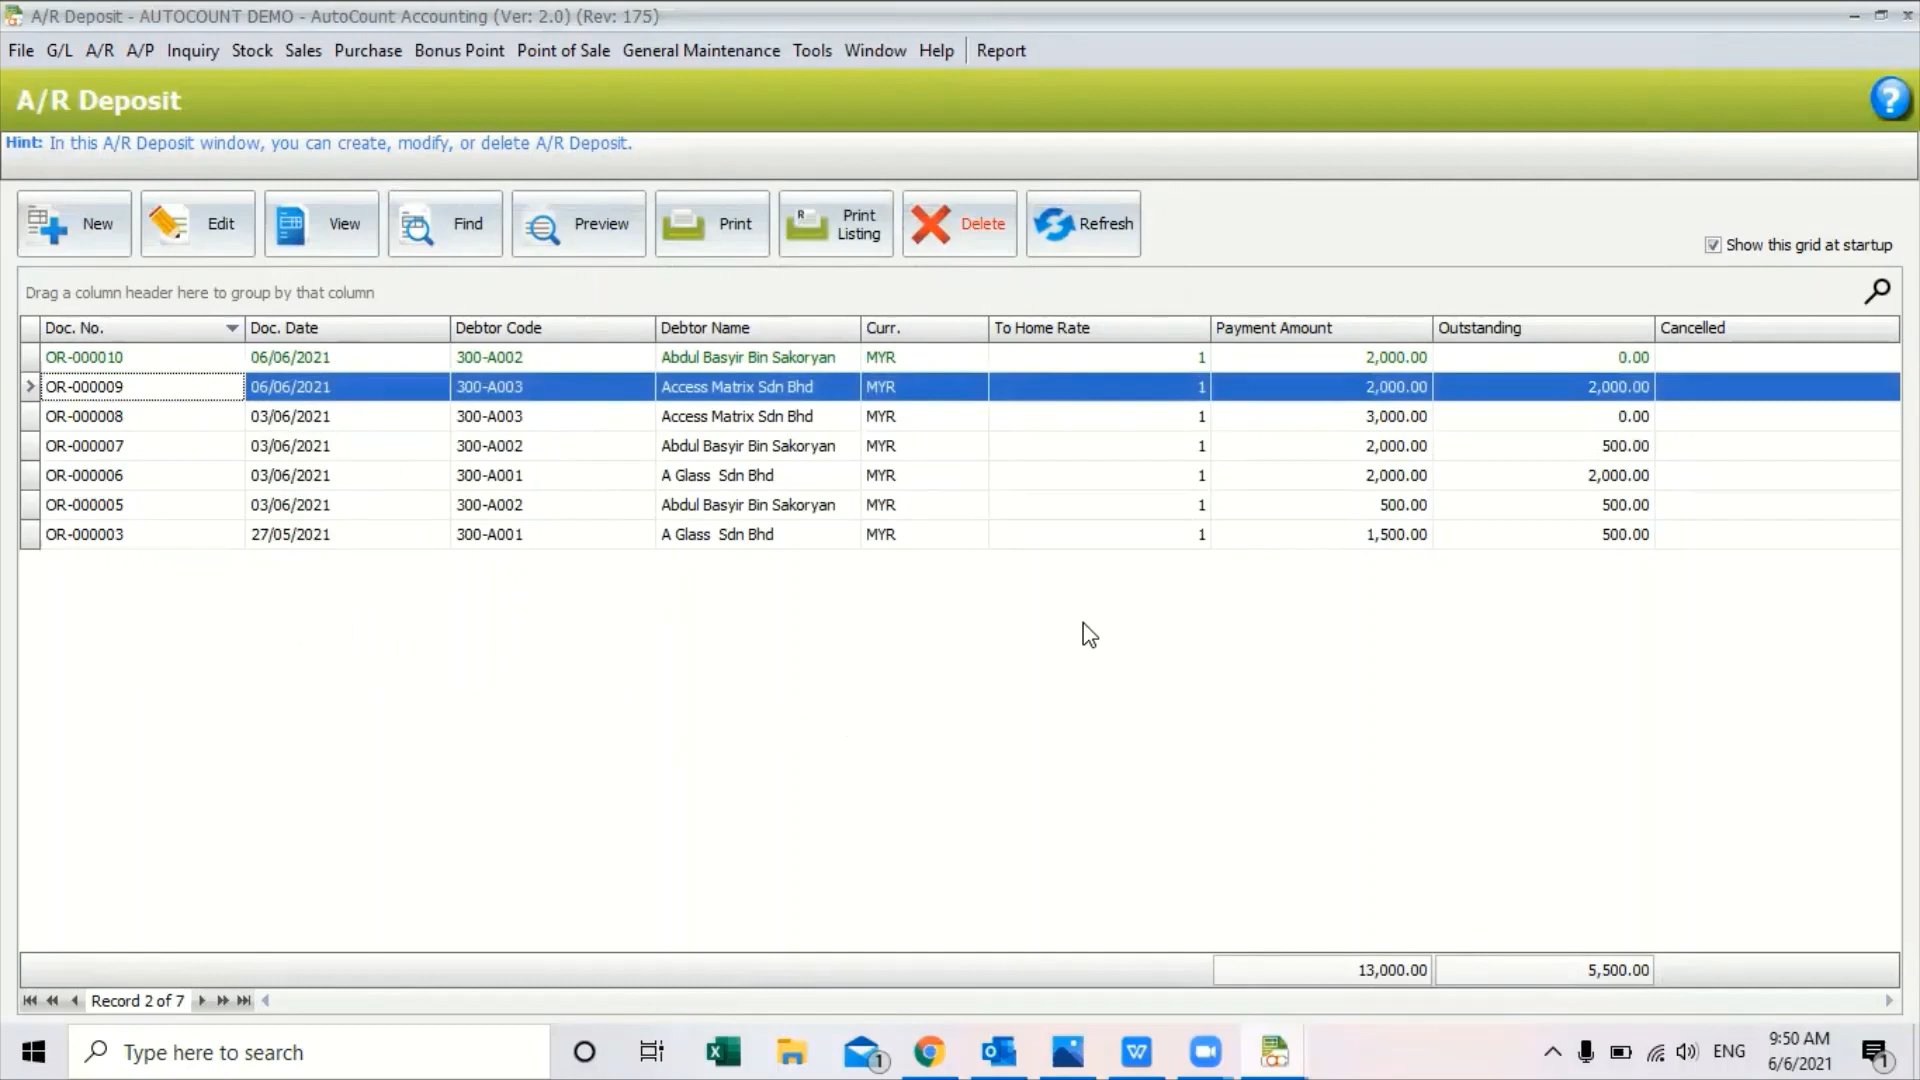 A/R Deposit - AUTOCOUNT DEMO - AutoCount Accounting (Ver: 2.0) (Rev: 175)
File G/L A/R A/P Inquiry Stock Sales Purchase Bonus Point Point of Sale General Maintenance Tools Window Help Report
A/R Deposit
?
Hint: In this A/R Deposit window, you can create, modify, or delete A/R Deposit.
New Edit View Find Preview Print Print Listing Delete Refresh
Show this grid at startup
Drag a column header here to group by that column
Doc. No. Doc. Date Debtor Code Debtor Name Curr. To Home Rate Payment Amount Outstanding Cancelled
OR-000010 06/06/2021 300-A002 Abdul Basyir Bin Sakoryan MYR 1 2,000.00 0.00
OR-000009 06/06/2021 300-A003 Access Matrix Sdn Bhd MYR 1 2,000.00 2,000.00
OR-000008 03/06/2021 300-A003 Access Matrix Sdn Bhd MYR 1 3,000.00 0.00
OR-000007 03/06/2021 300-A002 Abdul Basyir Bin Sakoryan MYR 1 2,000.00 500.00
OR-000006 03/06/2021 300-A001 A Glass Sdn Bhd MYR 1 2,000.00 2,000.00
OR-000005 03/06/2021 300-A002 Abdul Basyir Bin Sakoryan MYR 1 500.00 500.00
OR-000003 27/05/2021 300-A001 A Glass Sdn Bhd MYR 1 1,500.00 500.00
13,000.00 5,500.00
Record 2 of 7
Type here to search
1
ENG
9:50 AM
6/6/2021
1